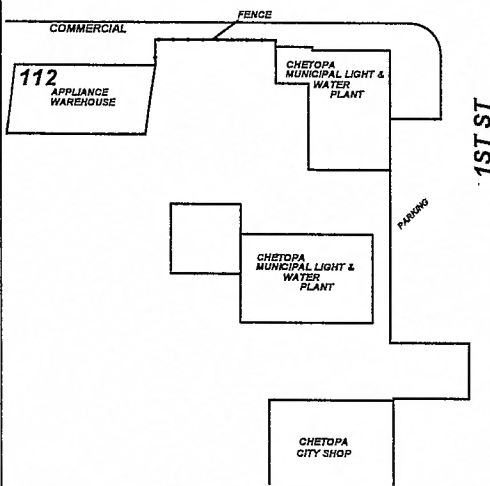 FENCE
COMMERCIAL
112
APPLIANCE
WAREHOUSE
CHETOPA
MUNICIPAL LIGHT &
WATER
PLANT
1ST ST
PARKING
CHETOPA
MUNICIPAL LIGHT &
WATER
PLANT
CHETOPA
CITY SHOP